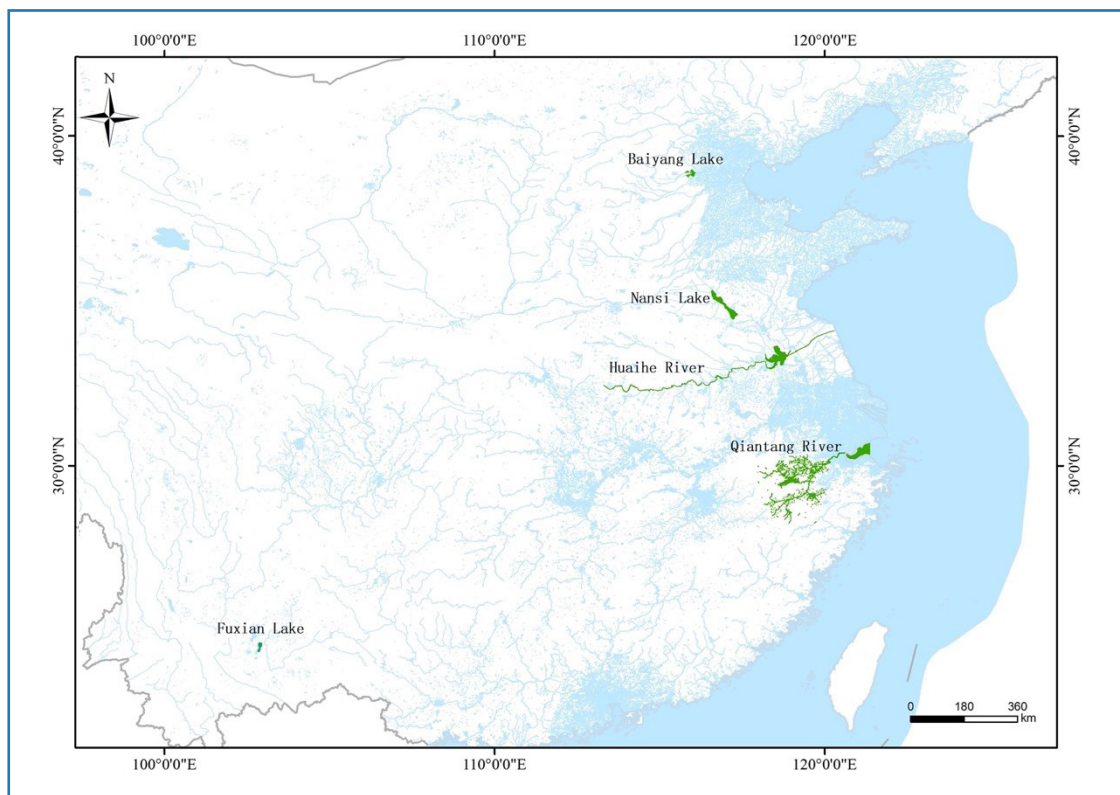 100°0'0"E 110°0'0"E 120°0'0"E
N
40°0'0"N 40°0'0"N
Baiyang Lake
Nansi Lake
Huaihe River
Qiantang River
30°0'0"N 30°0'0"N
Fuxian Lake
0 180 360
km
100°0'0"E 110°0'0"E 120°0'0"E